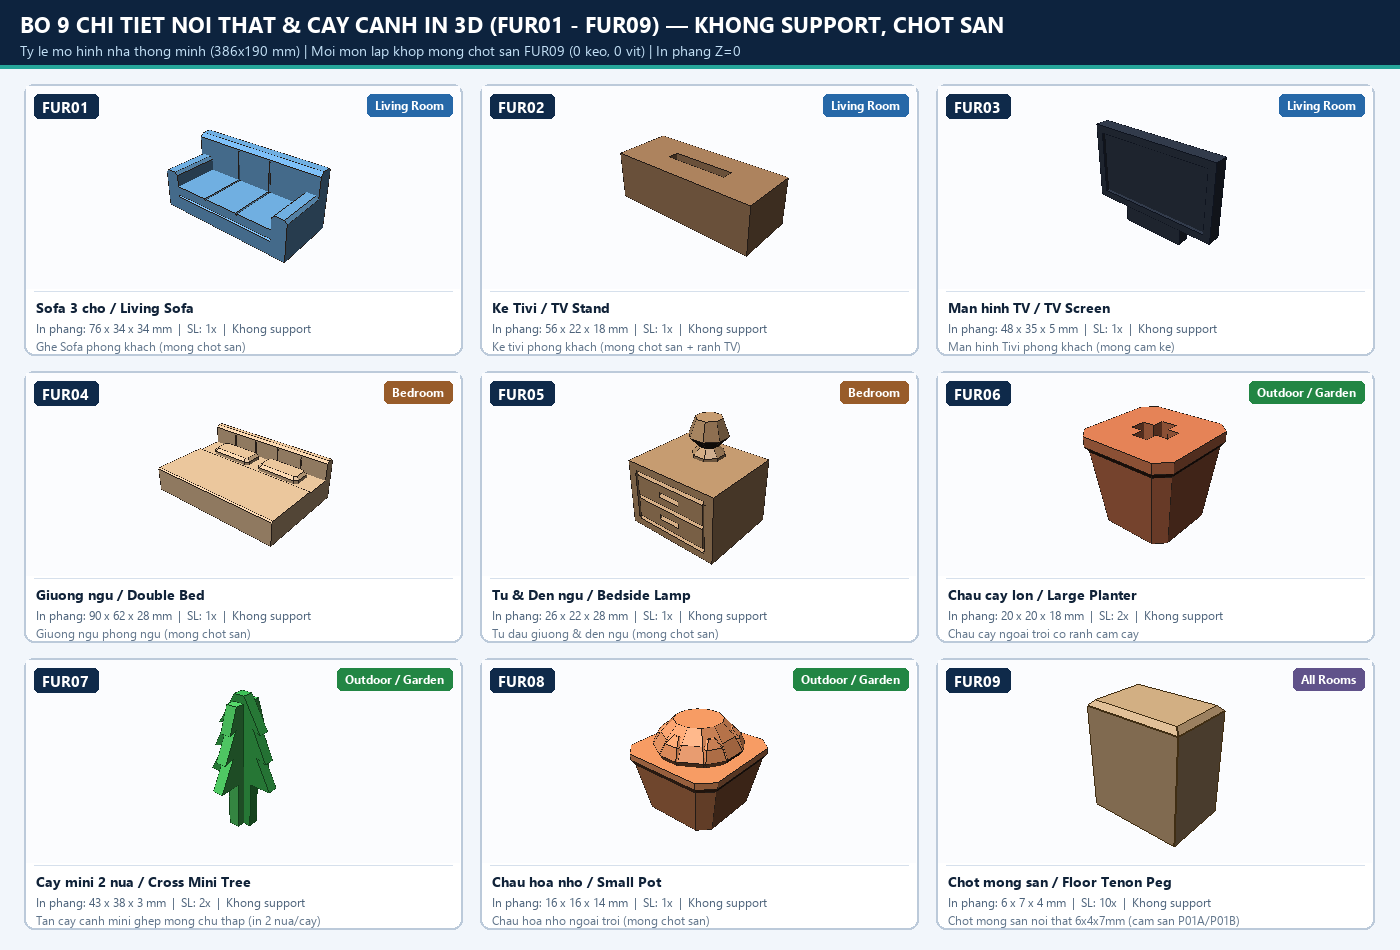 BO 9 CHI TIET NOI THAT & CAY CANH IN 3D (FUR01 - FUR09) — KHONG SUPPORT, CHOT SAN
Ty le mo hinh nha thong minh (386x190 mm) | Moi mon lap khop mong chot san FUR09 (0 keo, 0 vit) | In phang Z=0
FUR01
Living Room
Sofa 3 cho / Living Sofa
In phang: 76 x 34 x 34 mm | SL: 1x | Khong support
Ghe Sofa phong khach (mong chot san)
FUR02
Living Room
Ke Tivi / TV Stand
In phang: 56 x 22 x 18 mm | SL: 1x | Khong support
Ke tivi phong khach (mong chot san + ranh TV)
FUR03
Living Room
Man hinh TV / TV Screen
In phang: 48 x 35 x 5 mm | SL: 1x | Khong support
Man hinh Tivi phong khach (mong cam ke)
FUR04
Bedroom
Giuong ngu / Double Bed
In phang: 90 x 62 x 28 mm | SL: 1x | Khong support
Giuong ngu phong ngu (mong chot san)
FUR05
Bedroom
Tu & Den ngu / Bedside Lamp
In phang: 26 x 22 x 28 mm | SL: 1x | Khong support
Tu dau giuong & den ngu (mong chot san)
FUR06
Outdoor / Garden
Chau cay lon / Large Planter
In phang: 20 x 20 x 18 mm | SL: 2x | Khong support
Chau cay ngoai troi co ranh cam cay
FUR07
Outdoor / Garden
Cay mini 2 nua / Cross Mini Tree
In phang: 43 x 38 x 3 mm | SL: 2x | Khong support
Tan cay canh mini ghep mong chu thap (in 2 nua/cay)
FUR08
Outdoor / Garden
Chau hoa nho / Small Pot
In phang: 16 x 16 x 14 mm | SL: 1x | Khong support
Chau hoa nho ngoai troi (mong chot san)
FUR09
All Rooms
Chot mong san / Floor Tenon Peg
In phang: 6 x 7 x 4 mm | SL: 10x | Khong support
Chot mong san noi that 6x4x7mm (cam san P01A/P01B)